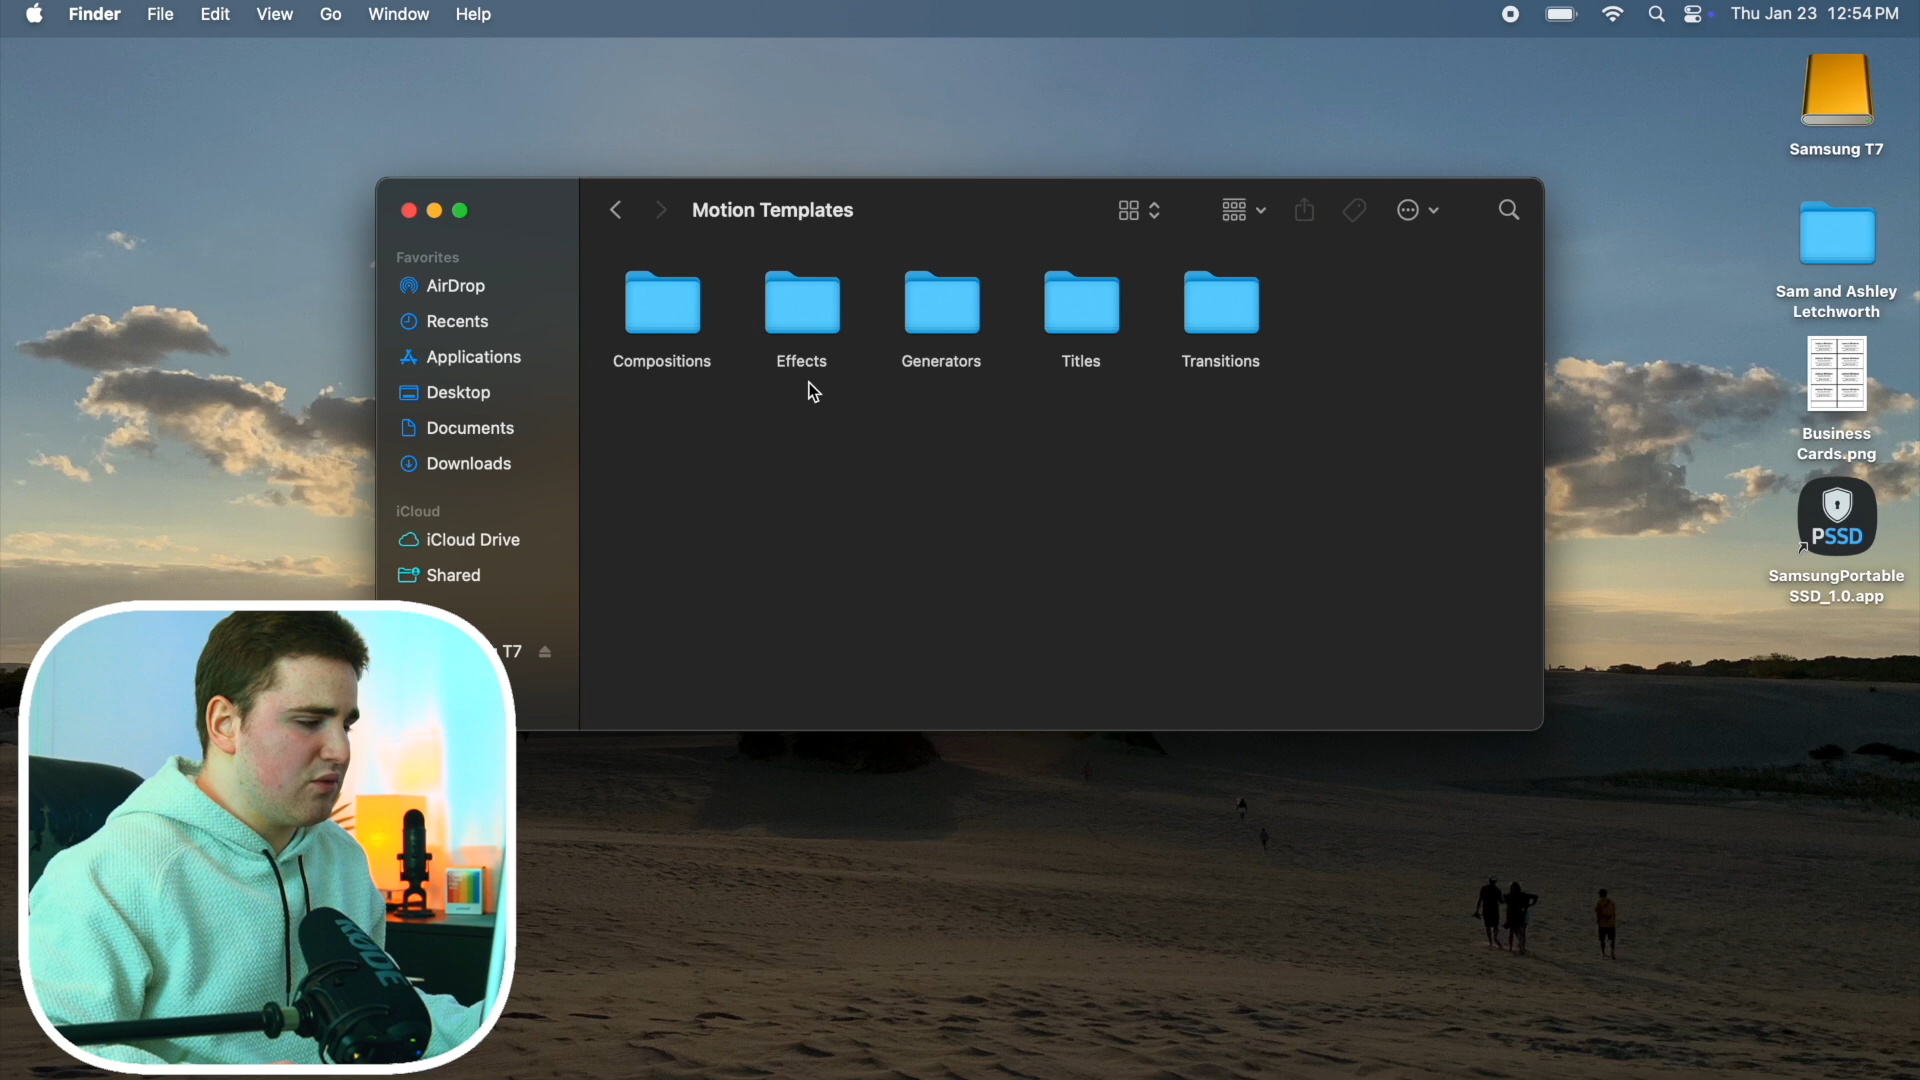 Finder File Edit View Go Window Help
Thu Jan 23 12:54 PM
Samsung T7
Sam and Ashley
Letchworth
Business
Cards.png
PSSD
SamsungPortable
SSD_1.0.app
Motion Templates
Favorites
AirDrop
Recents
Applications
Desktop
Documents
Downloads
iCloud
iCloud Drive
Shared
T7
Compositions
Effects
Generators
Titles
Transitions
RODE